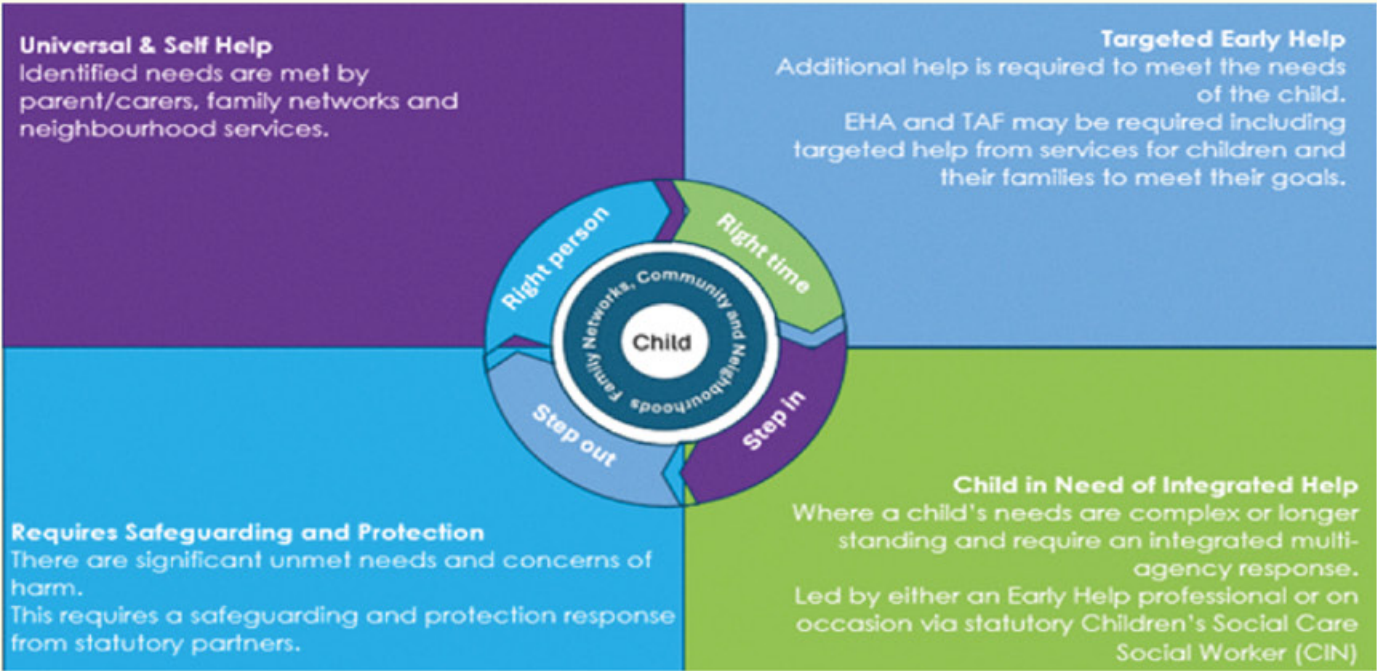 Universal & Self Help
Identified needs are met by
parent/carers, family networks and
neighbourhood services.
Targeted Early Help
Additional help is required to meet the needs
of the child.
EHA and TAF may be required including
targeted help from services for children and
their families to meet their goals.
Right person
Right time
Step in
Step out
Family Networks, Community and Neighbourhoods
Child
Requires Safeguarding and Protection
There are significant unmet needs and concerns of
harm.
This requires a safeguarding and protection response
from statutory partners.
Child in Need of Integrated Help
Where a child's needs are complex or longer
standing and require an integrated multi-
agency response.
Led by either an Early Help professional or on
occasion via statutory Children's Social Care
Social Worker (CIN)